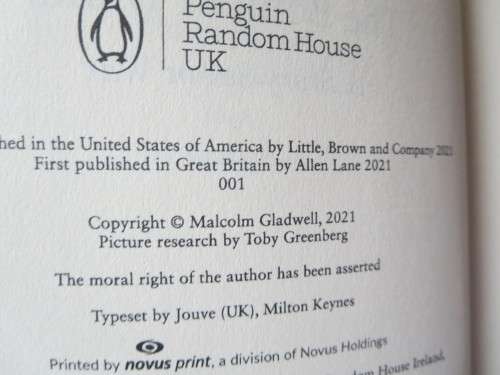 Penguin
Random House
UK
in the United States of America by Little, Brown and Company 2021
First published in Great Britain by Allen Lane 2021
001
Copyright © Malcolm Gladwell, 2021
Picture research by Toby Greenberg
The moral right of the author has been asserted
Typeset by Jouve (UK), Milton Keynes
Printed by novus print, a division of Novus Holdings
House Ireland,